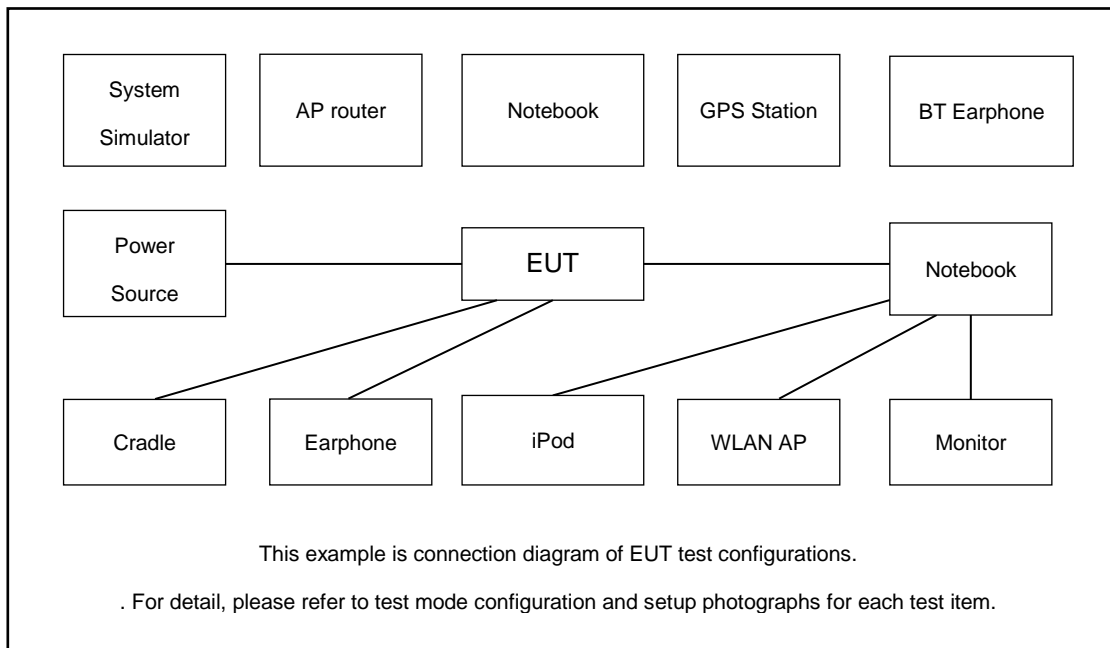 System
Simulator
AP router
Notebook
GPS Station
BT Earphone
Power
Source
EUT
Notebook
Cradle
Earphone
iPod
WLAN AP
Monitor
This example is connection diagram of EUT test configurations.
. For detail, please refer to test mode configuration and setup photographs for each test item.